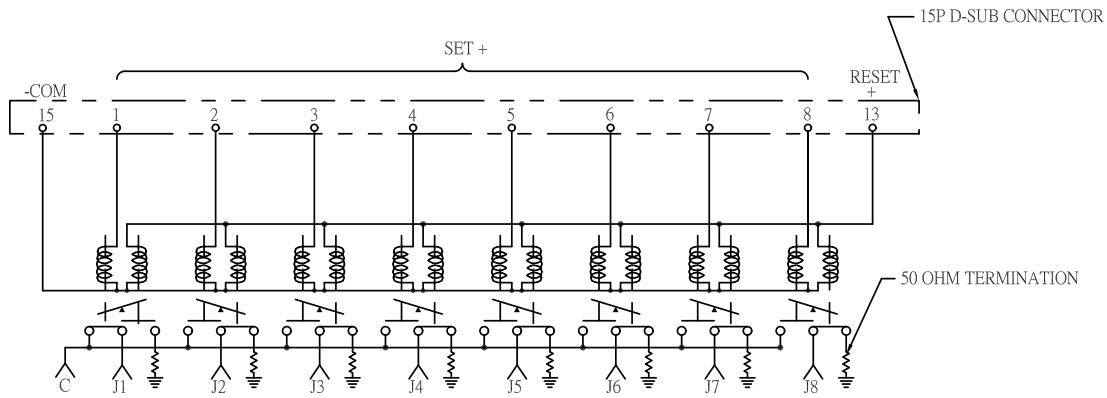 15P D-SUB CONNECTOR
SET +
-COM
RESET
+
15 1 2 3 4 5 6 7 8 13
50 OHM TERMINATION
C J1 J2 J3 J4 J5 J6 J7 J8